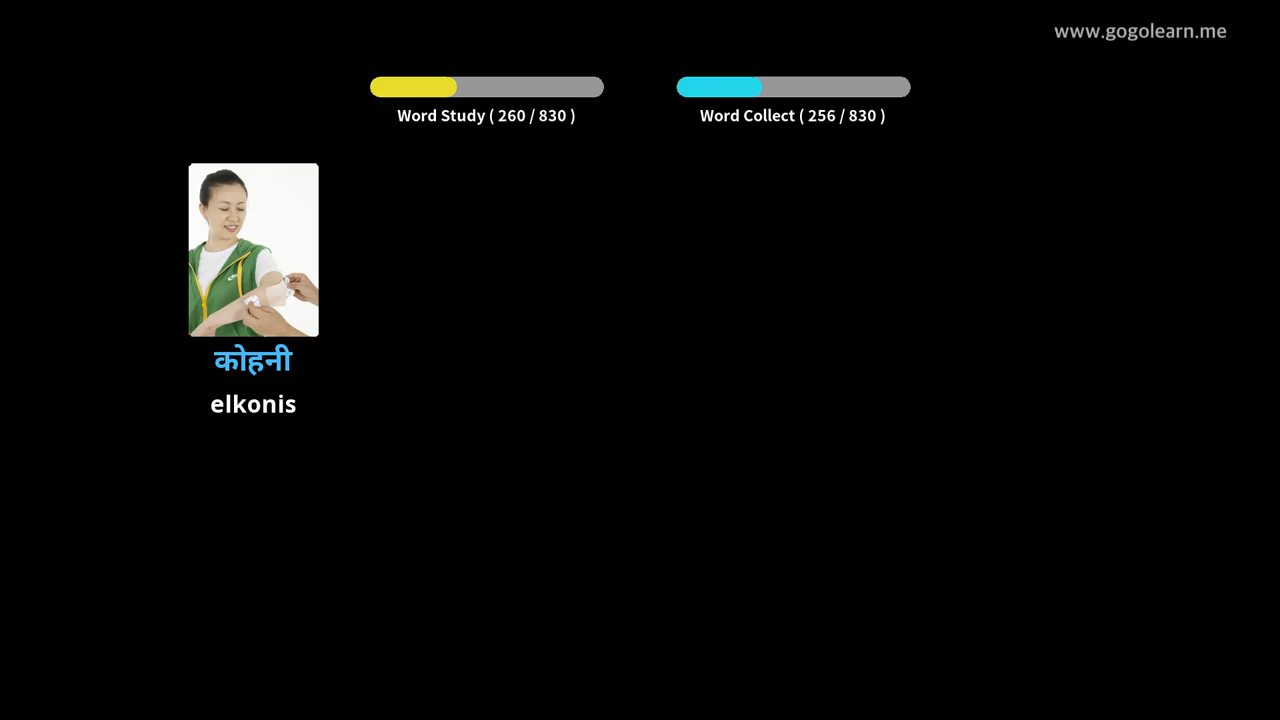 www.gogolearn.me
Word Study ( 260 / 830 )
Word Collect ( 256 / 830 )
कोहनी
elkonis